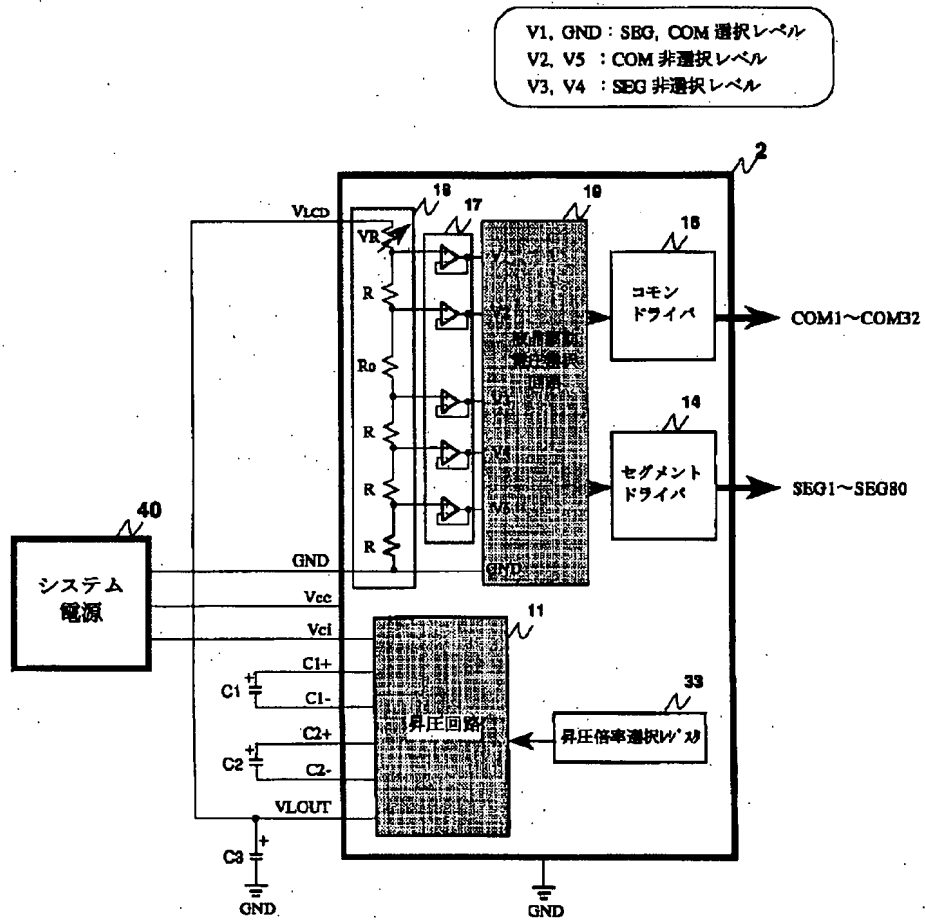 V1, GND : SEG, COM 選択レベル
V2, V5 : COM 非選択レベル
V3, V4 : SEG 非選択レベル
2
18
17
19
16
14
VLCD
VR
R
R0
R
R
R
V2
V3
V4
V5
GND
コモン
ドライバ
COM1～COM32
セグメント
ドライバ
SEG1～SEG80
40
システム
電源
GND
Vcc
Vci
C1+
C1-
C2+
C2-
VLOUT
+
C1
+
C2
+
C3
GND
11
昇圧回路
33
昇圧倍率選択ﾚｼﾞｽﾀ
GND